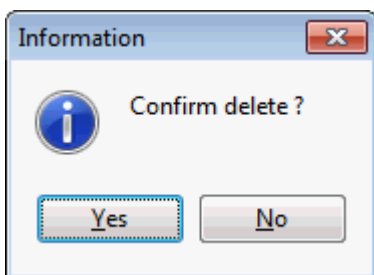 Information
Confirm delete ?
Yes No